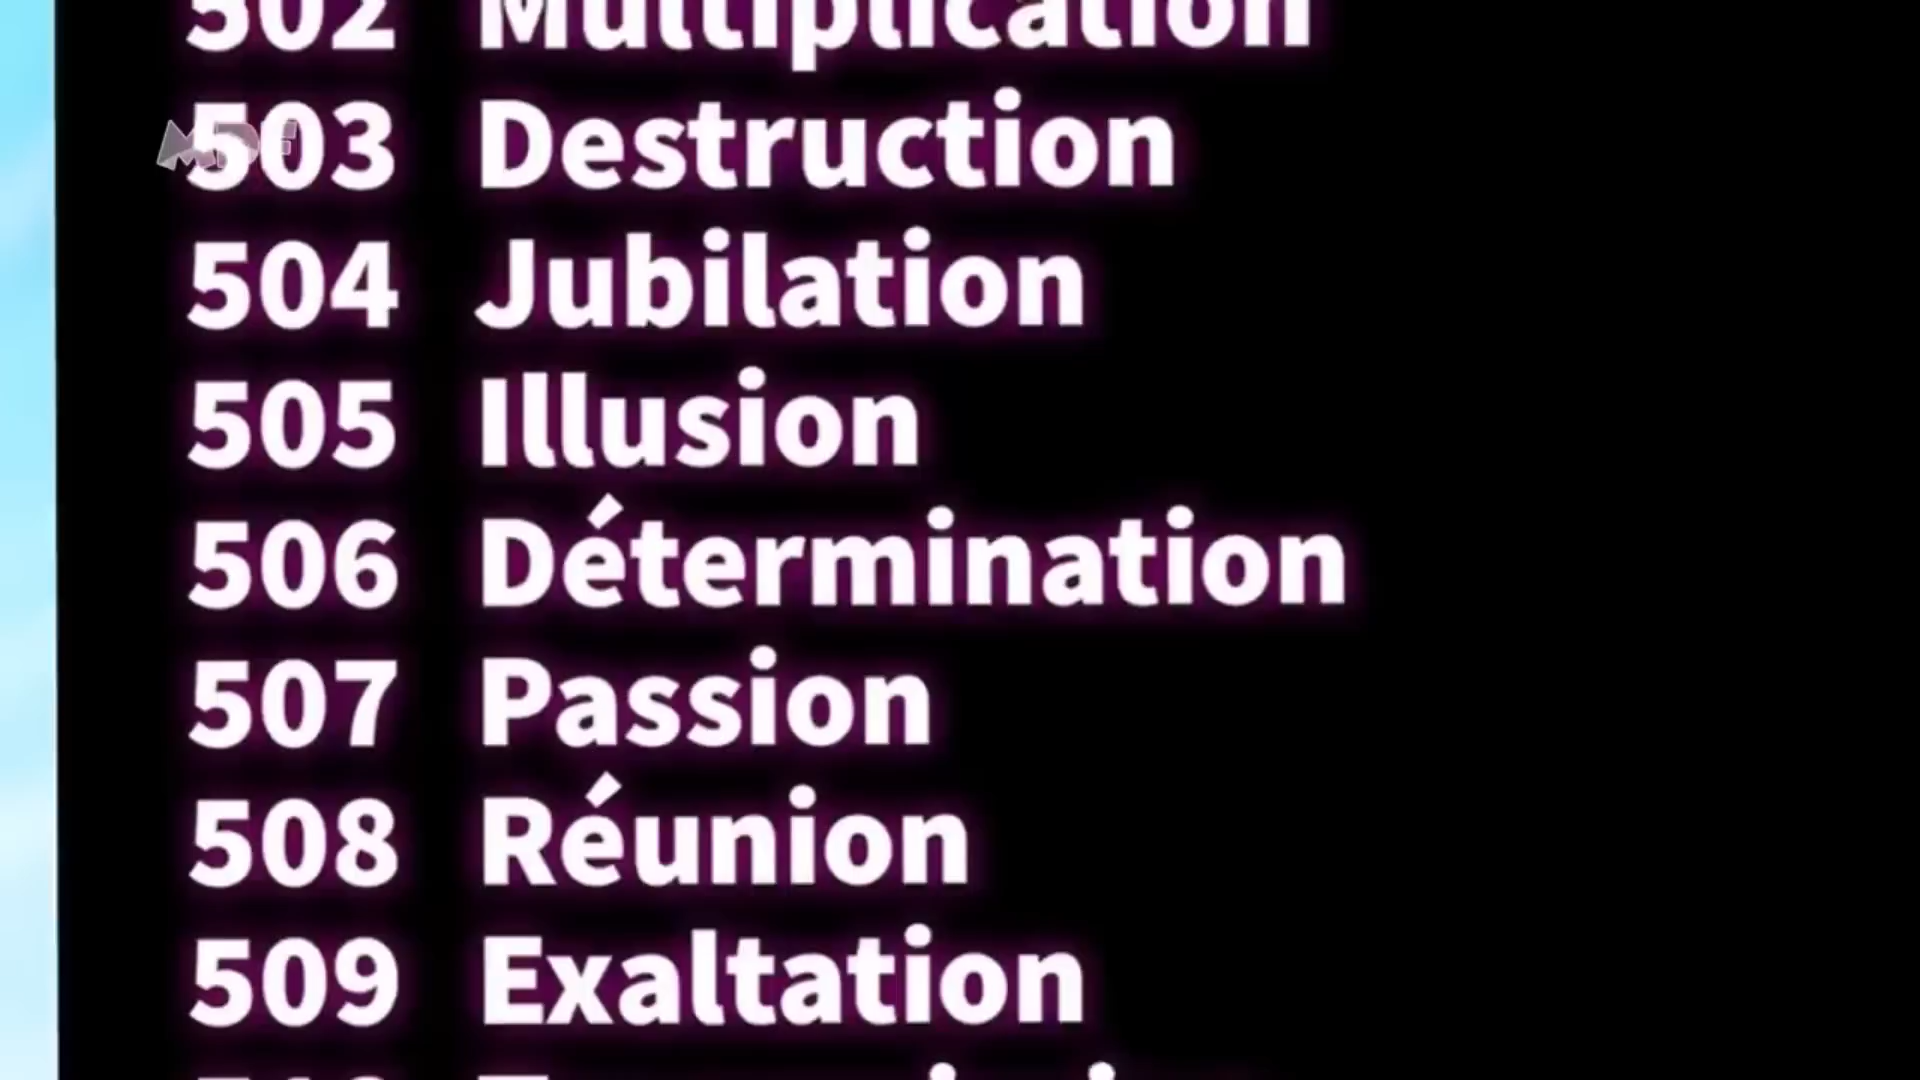 502 Multiplication
503 Destruction
504 Jubilation
505 Illusion
506 Détermination
507 Passion
508 Réunion
509 Exaltation